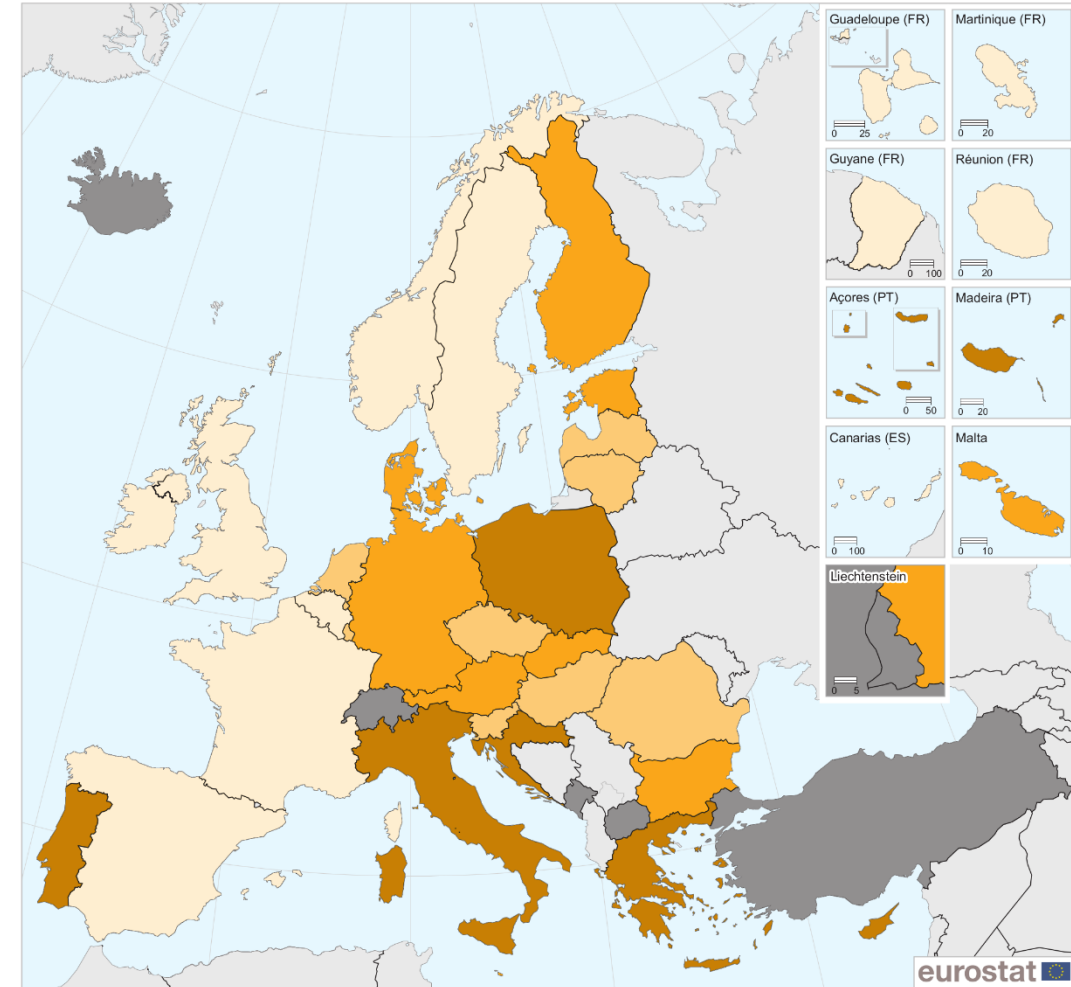 Guadeloupe (FR)
0 25
Martinique (FR)
0 20
Guyane (FR)
0 100
Réunion (FR)
0 20
Açores (PT)
0 50
Madeira (PT)
0 20
Canarias (ES)
0 100
Malta
0 10
Liechtenstein
0 5
eurostat